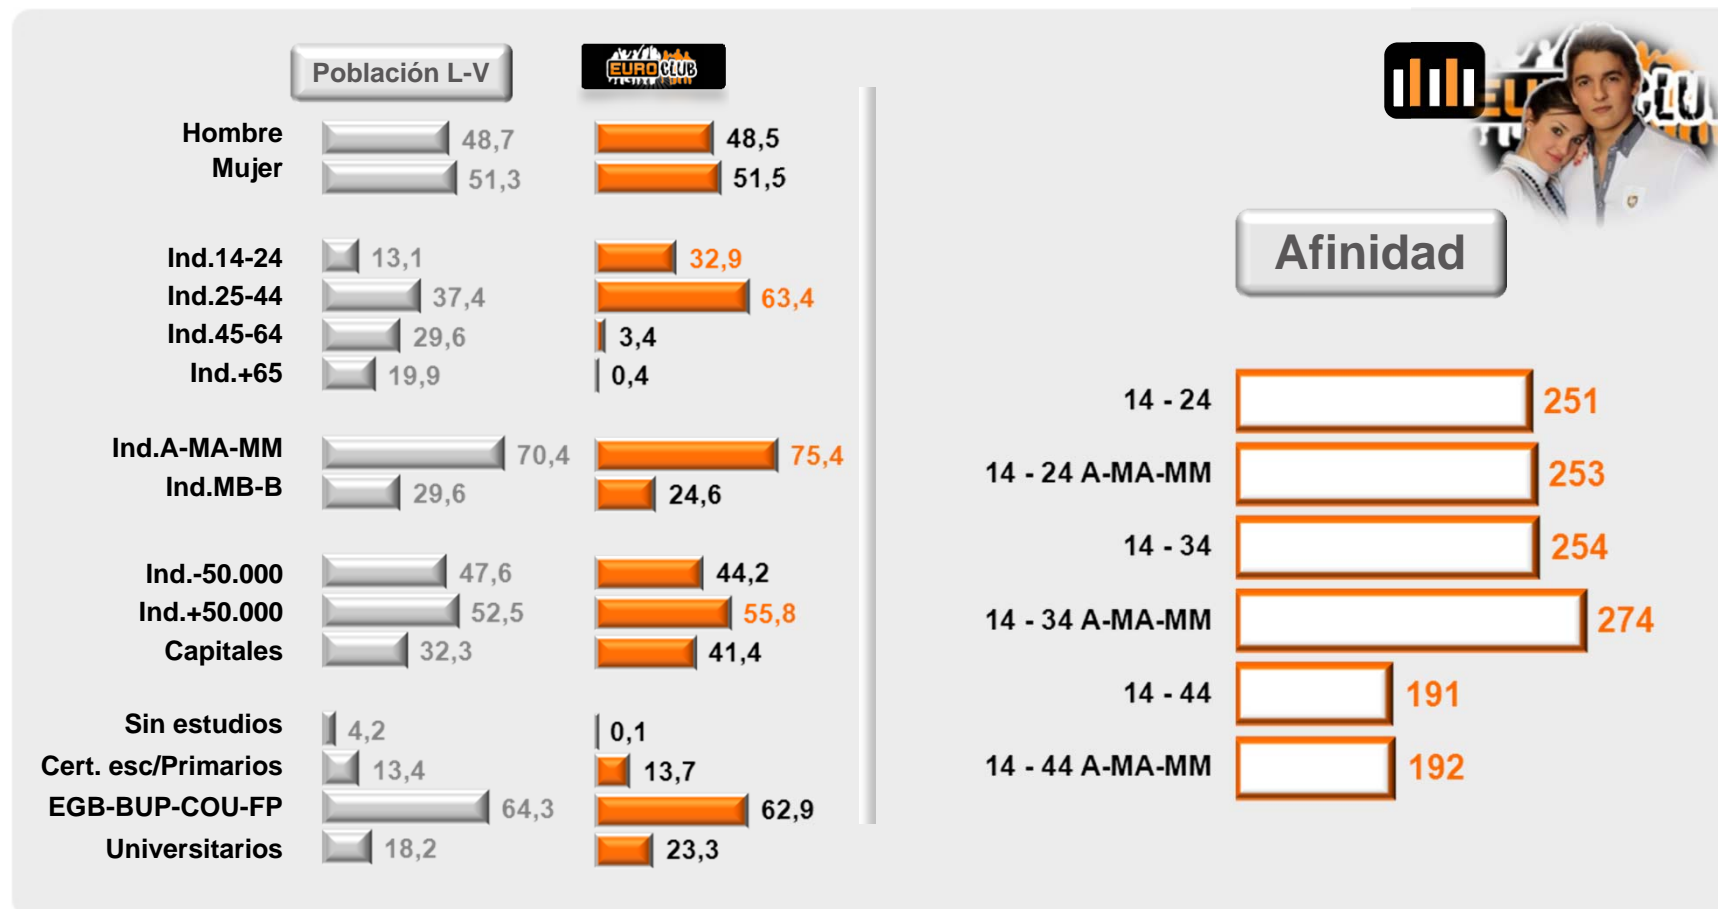 Población L-V
EUROCLUB
Hombre 48,7 48,5
Mujer 51,3 51,5
Ind.14-24 13,1 32,9
Ind.25-44 37,4 63,4
Ind.45-64 29,6 3,4
Ind.+65 19,9 0,4
Ind.A-MA-MM 70,4 75,4
Ind.MB-B 29,6 24,6
Ind.-50.000 47,6 44,2
Ind.+50.000 52,5 55,8
Capitales 32,3 41,4
Sin estudios 4,2 0,1
Cert. esc/Primarios 13,4 13,7
EGB-BUP-COU-FP 64,3 62,9
Universitarios 18,2 23,3
Afinidad
14 - 24 251
14 - 24 A-MA-MM 253
14 - 34 254
14 - 34 A-MA-MM 274
14 - 44 191
14 - 44 A-MA-MM 192